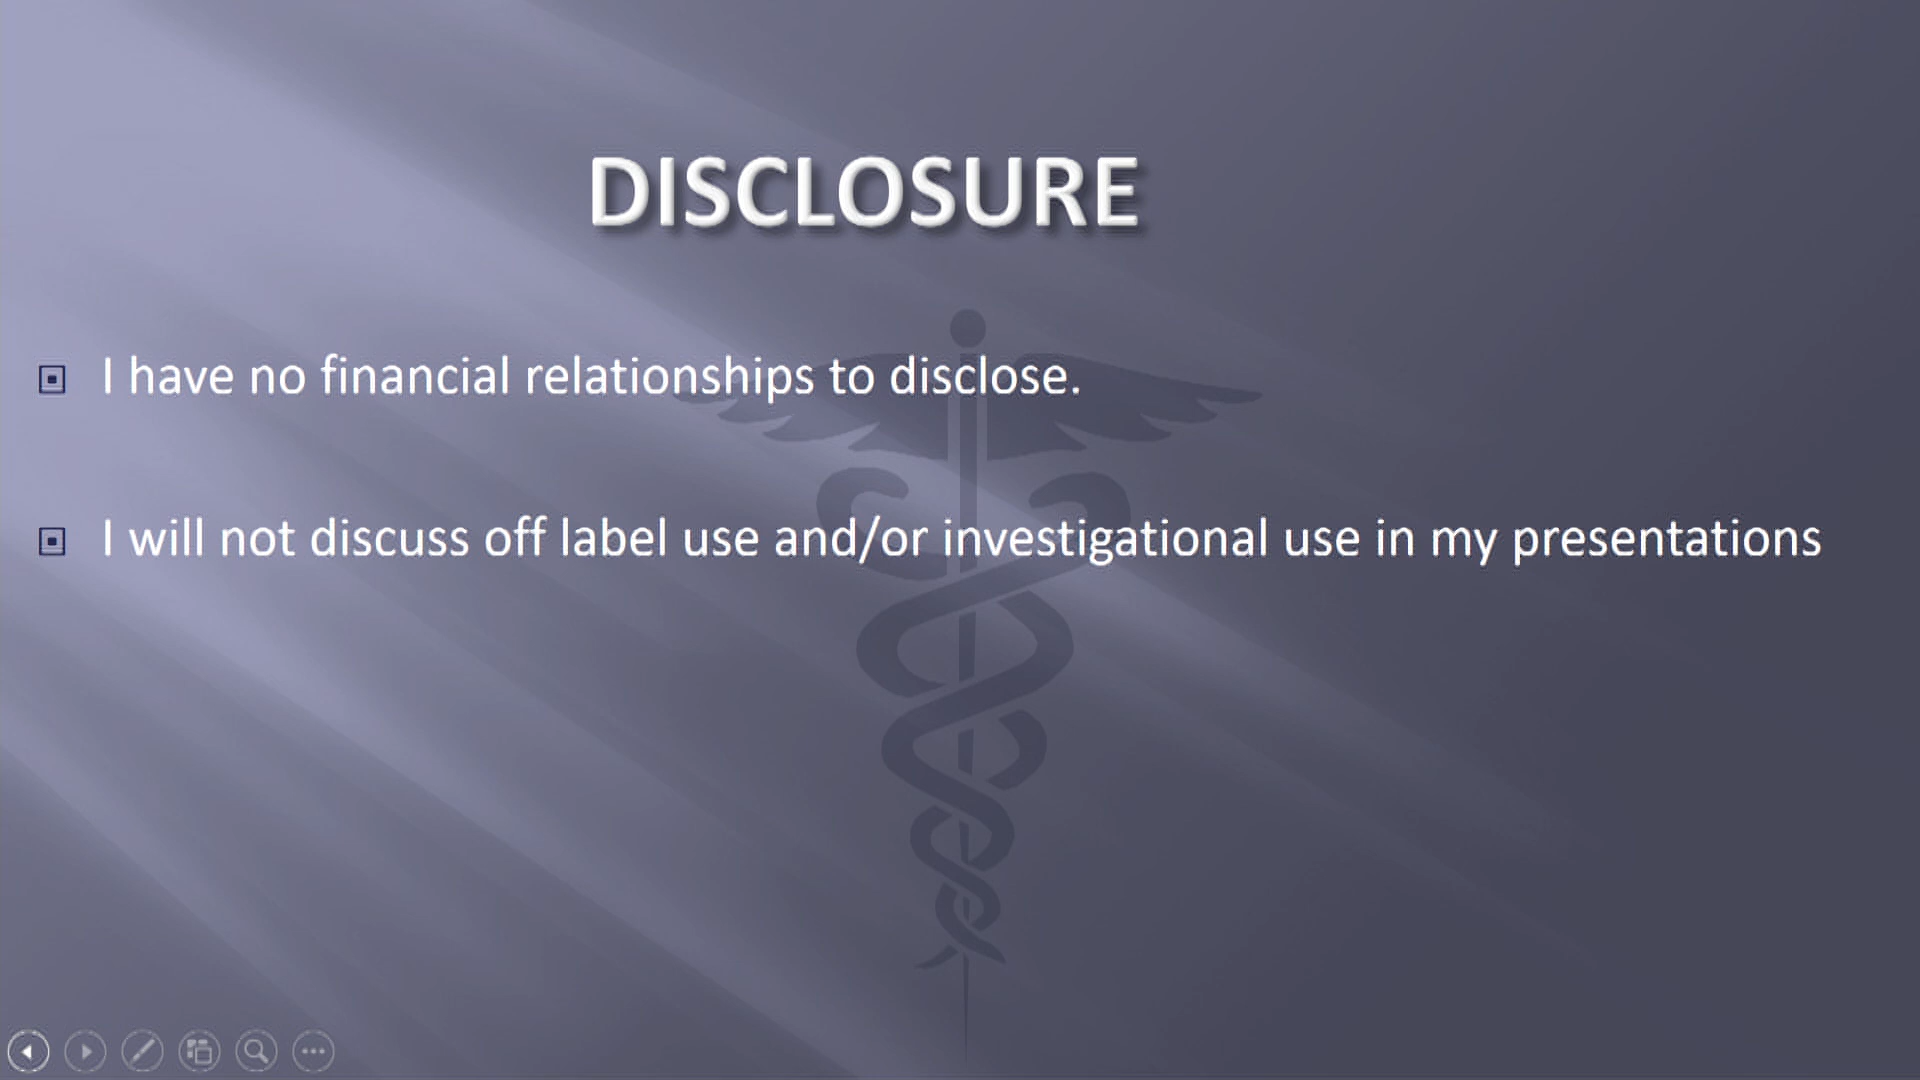 DISCLOSURE
I have no financial relationships to disclose.
I will not discuss off label use and/or investigational use in my presentations